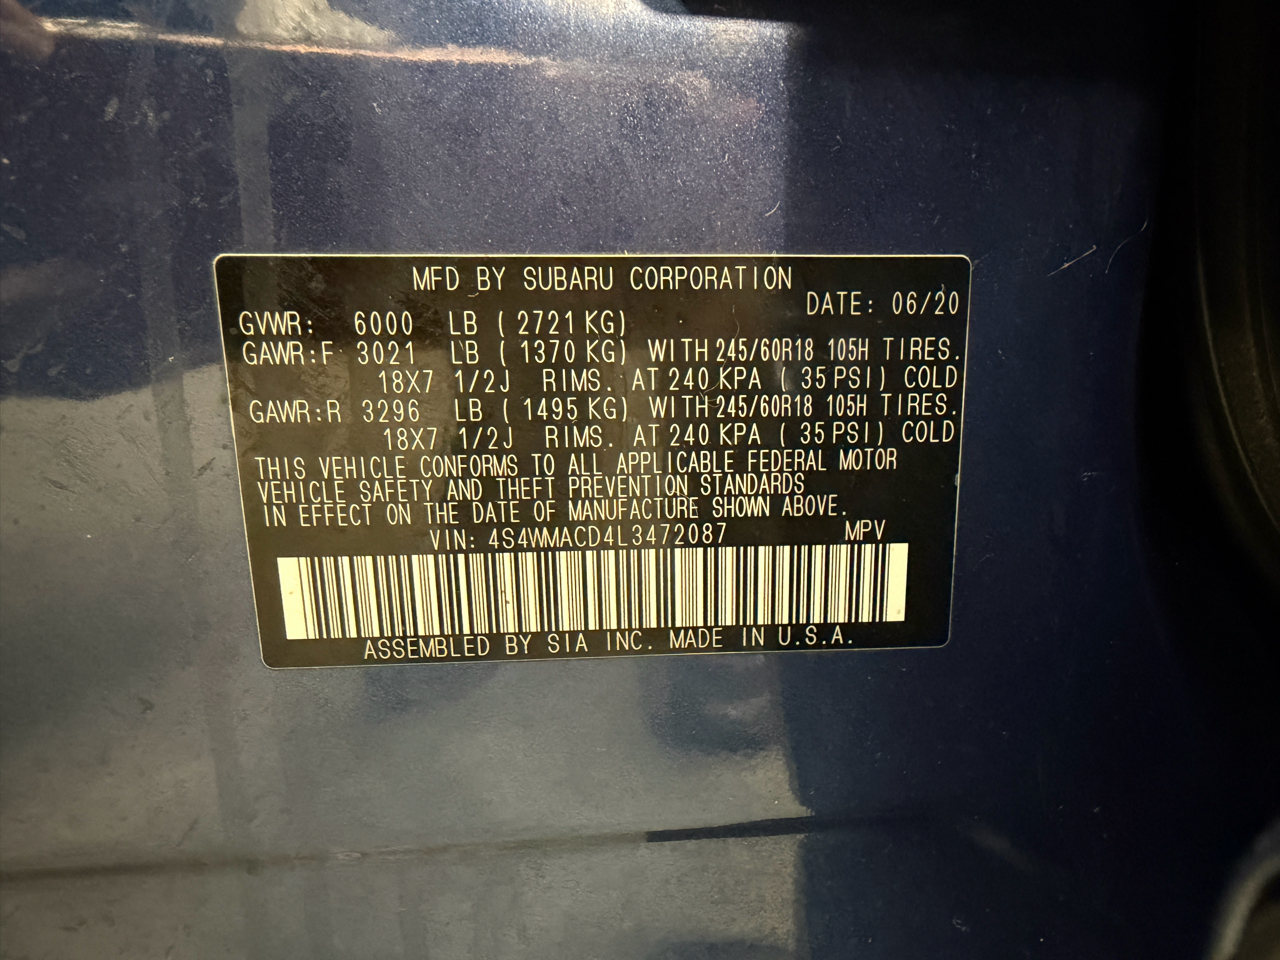 MFD BY SUBARU CORPORATION
DATE: 06/20
GVWR: 6000 LB ( 2721 KG)
GAWR:F 3021 LB ( 1370 KG) WITH 245/60R18 105H TIRES.
18X7 1/2J RIMS. AT 240 KPA ( 35 PSI) COLD
GAWR:R 3296 LB ( 1495 KG) WITH 245/60R18 105H TIRES.
18X7 1/2J RIMS. AT 240 KPA ( 35 PSI) COLD
THIS VEHICLE CONFORMS TO ALL APPLICABLE FEDERAL MOTOR
VEHICLE SAFETY AND THEFT PREVENTION STANDARDS
IN EFFECT ON THE DATE OF MANUFACTURE SHOWN ABOVE.
VIN: 4S4WMACD4L3472087 MPV
ASSEMBLED BY SIA INC. MADE IN U.S.A.